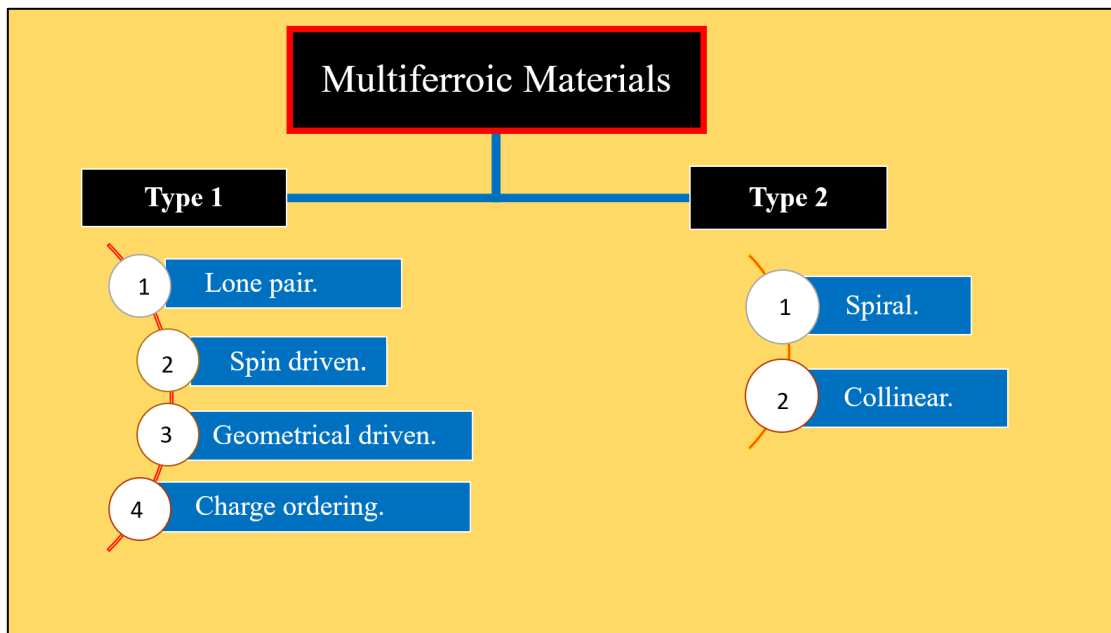 Multiferroic Materials
Type 1
1 Lone pair.
2 Spin driven.
3 Geometrical driven.
4 Charge ordering.
Type 2
1 Spiral.
2 Collinear.